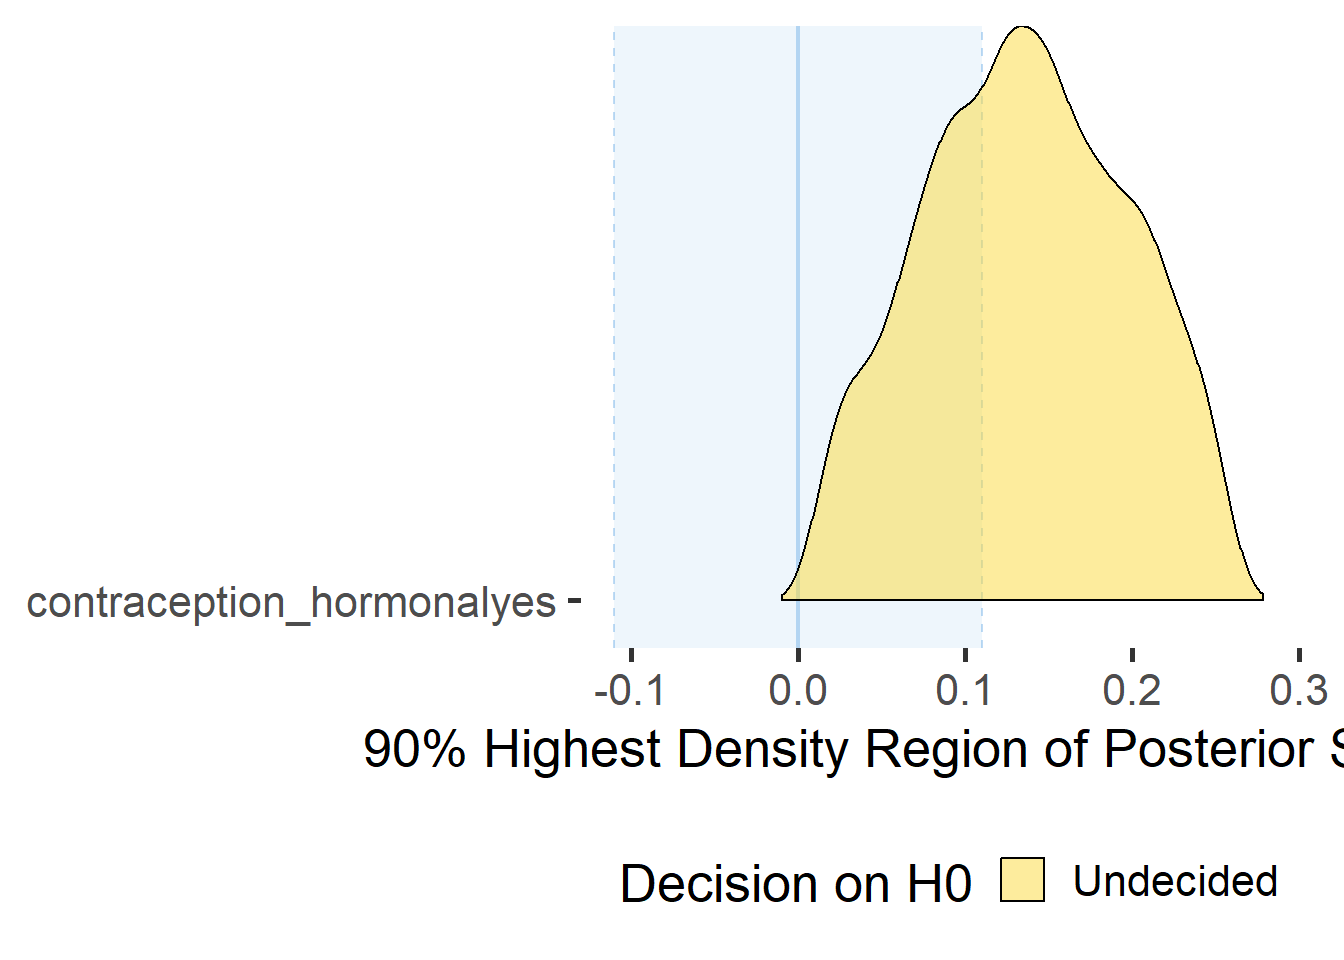 contraception_hormonalyes
-0.1 0.0 0.1 0.2 0.3
90% Highest Density Region of Posterior
Decision on H0 Undecided